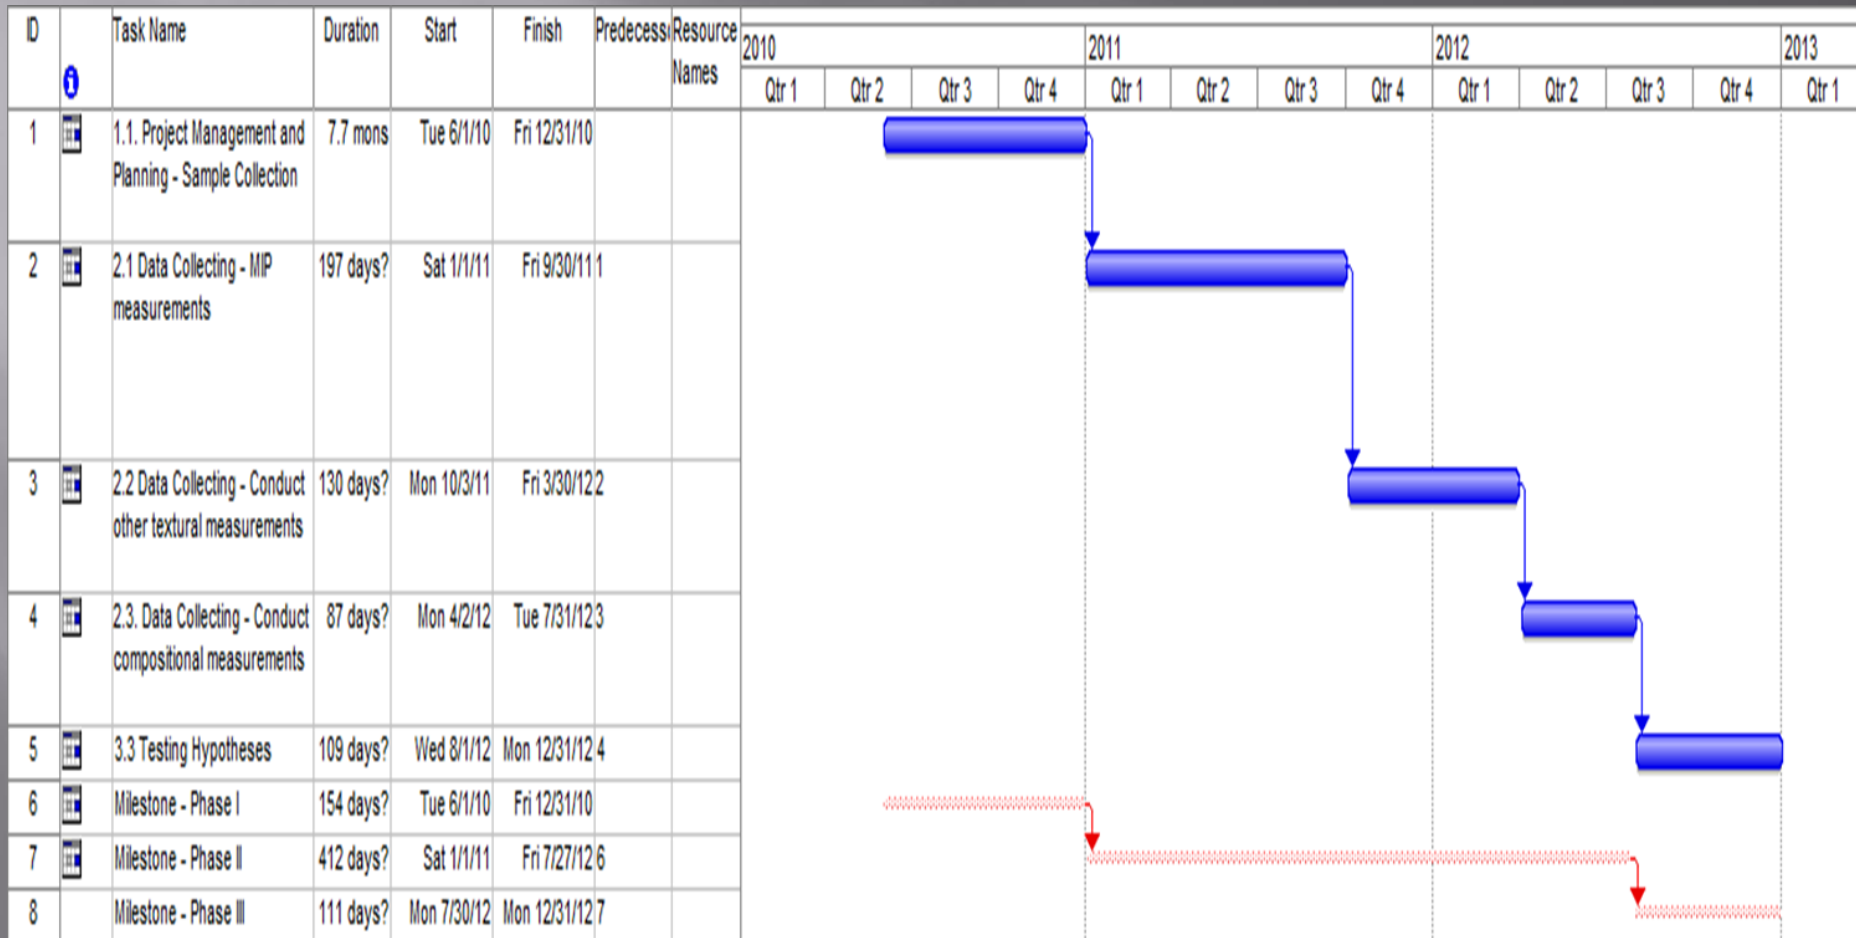 ID Task Name Duration Start Finish Predecess Resource Names
2010 2011 2012 2013
Qtr 1 Qtr 2 Qtr 3 Qtr 4 Qtr 1 Qtr 2 Qtr 3 Qtr 4 Qtr 1 Qtr 2 Qtr 3 Qtr 4 Qtr 1
1 1.1. Project Management and 7.7 mons Tue 6/1/10 Fri 12/31/10
Planning - Sample Collection
2 2.1 Data Collecting - MIP 197 days? Sat 1/1/11 Fri 9/30/11 1
measurements
3 2.2 Data Collecting - Conduct 130 days? Mon 10/3/11 Fri 3/30/12 2
other textural measurements
4 2.3. Data Collecting - Conduct 87 days? Mon 4/2/12 Tue 7/31/12 3
compositional measurements
5 3.3 Testing Hypotheses 109 days? Wed 8/1/12 Mon 12/31/12 4
6 Milestone - Phase I 154 days? Tue 6/1/10 Fri 12/31/10
7 Milestone - Phase II 412 days? Sat 1/1/11 Fri 7/27/12 6
8 Milestone - Phase III 111 days? Mon 7/30/12 Mon 12/31/12 7